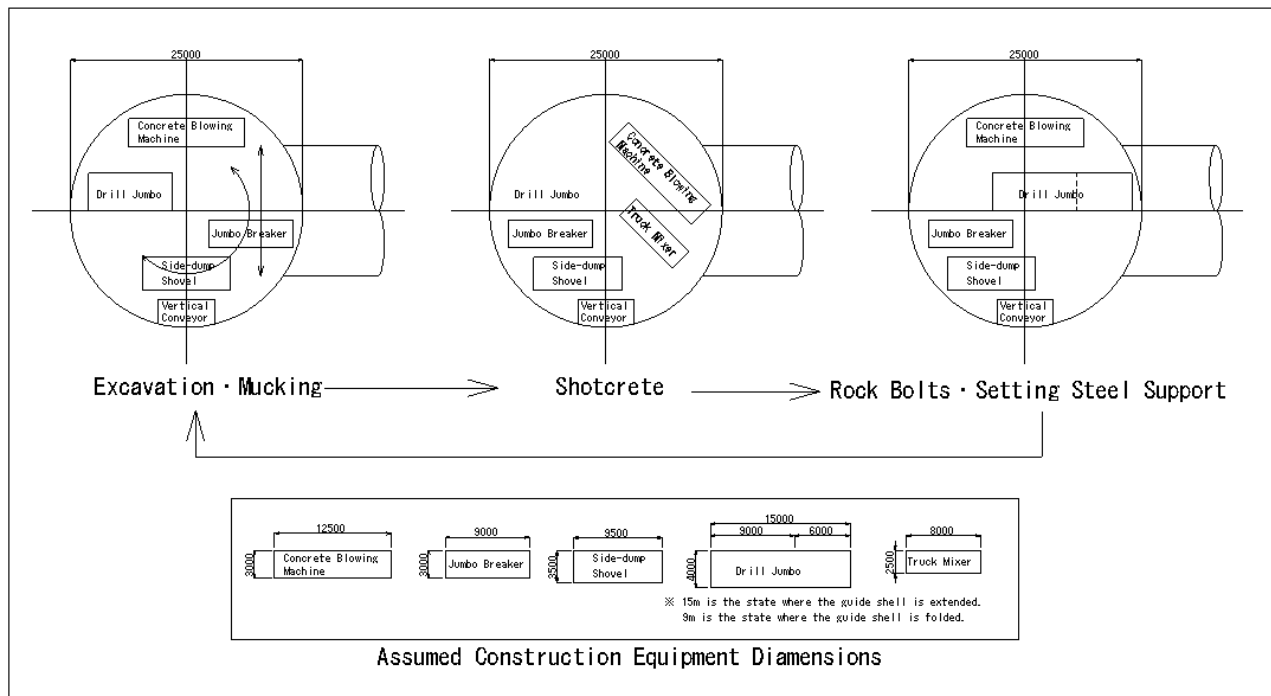 25000
Concrete Blowing
Machine
Drill Jumbo
Jumbo Breaker
Side-dump
Shovel
Vertical
Conveyor
25000
Concrete Blowing
Machine
Drill Jumbo
Truck Mixer
Jumbo Breaker
Side-dump
Shovel
Vertical
Conveyor
25000
Concrete Blowing
Machine
Drill Jumbo
Jumbo Breaker
Side-dump
Shovel
Vertical
Conveyor
Excavation・Mucking
Shotcrete
Rock Bolts・Setting Steel Support
12500
3000
Concrete Blowing
Machine
9000
3000
Jumbo Breaker
9500
3500
Side-dump
Shovel
15000
9000
6000
4000
Drill Jumbo
8000
2500
Truck Mixer
※ 15m is the state where the guide shell is extended.
9m is the state where the guide shell is folded.
Assumed Construction Equipment Diamensions